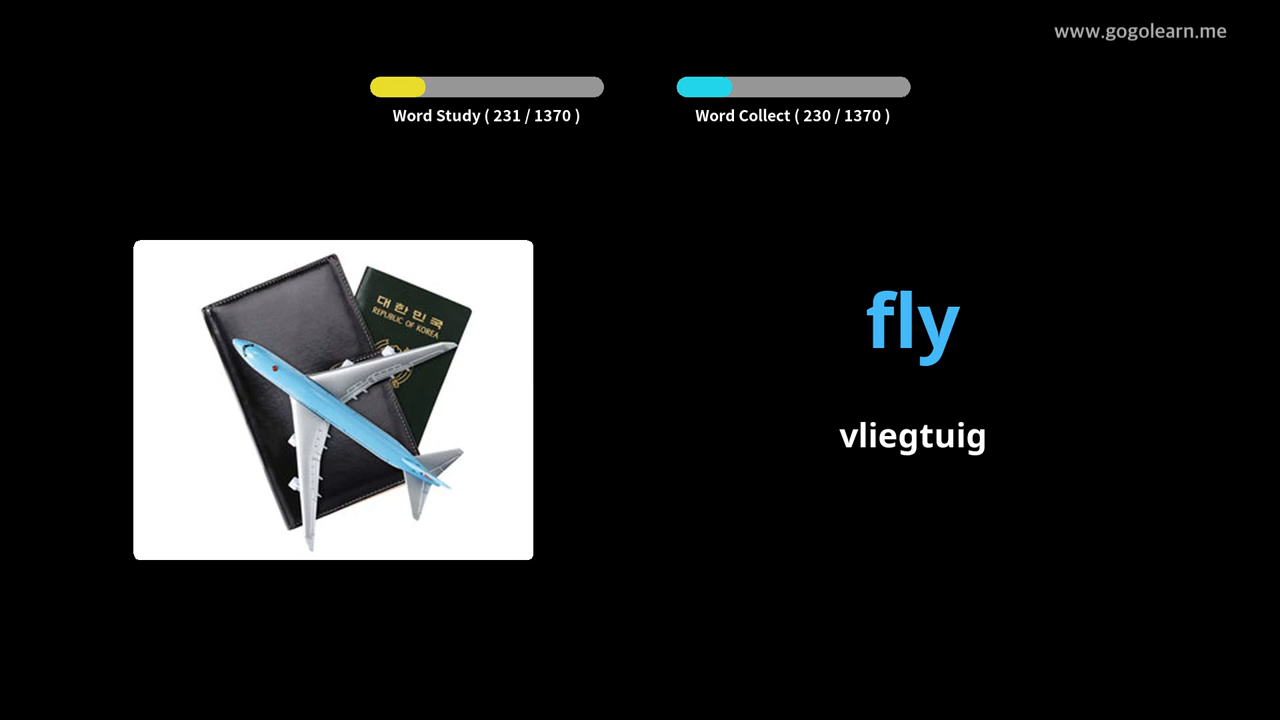 www.gogolearn.me
Word Study ( 231 / 1370 )
Word Collect ( 230 / 1370 )
대한민국
REPUBLIC OF KOREA
fly
vliegtuig